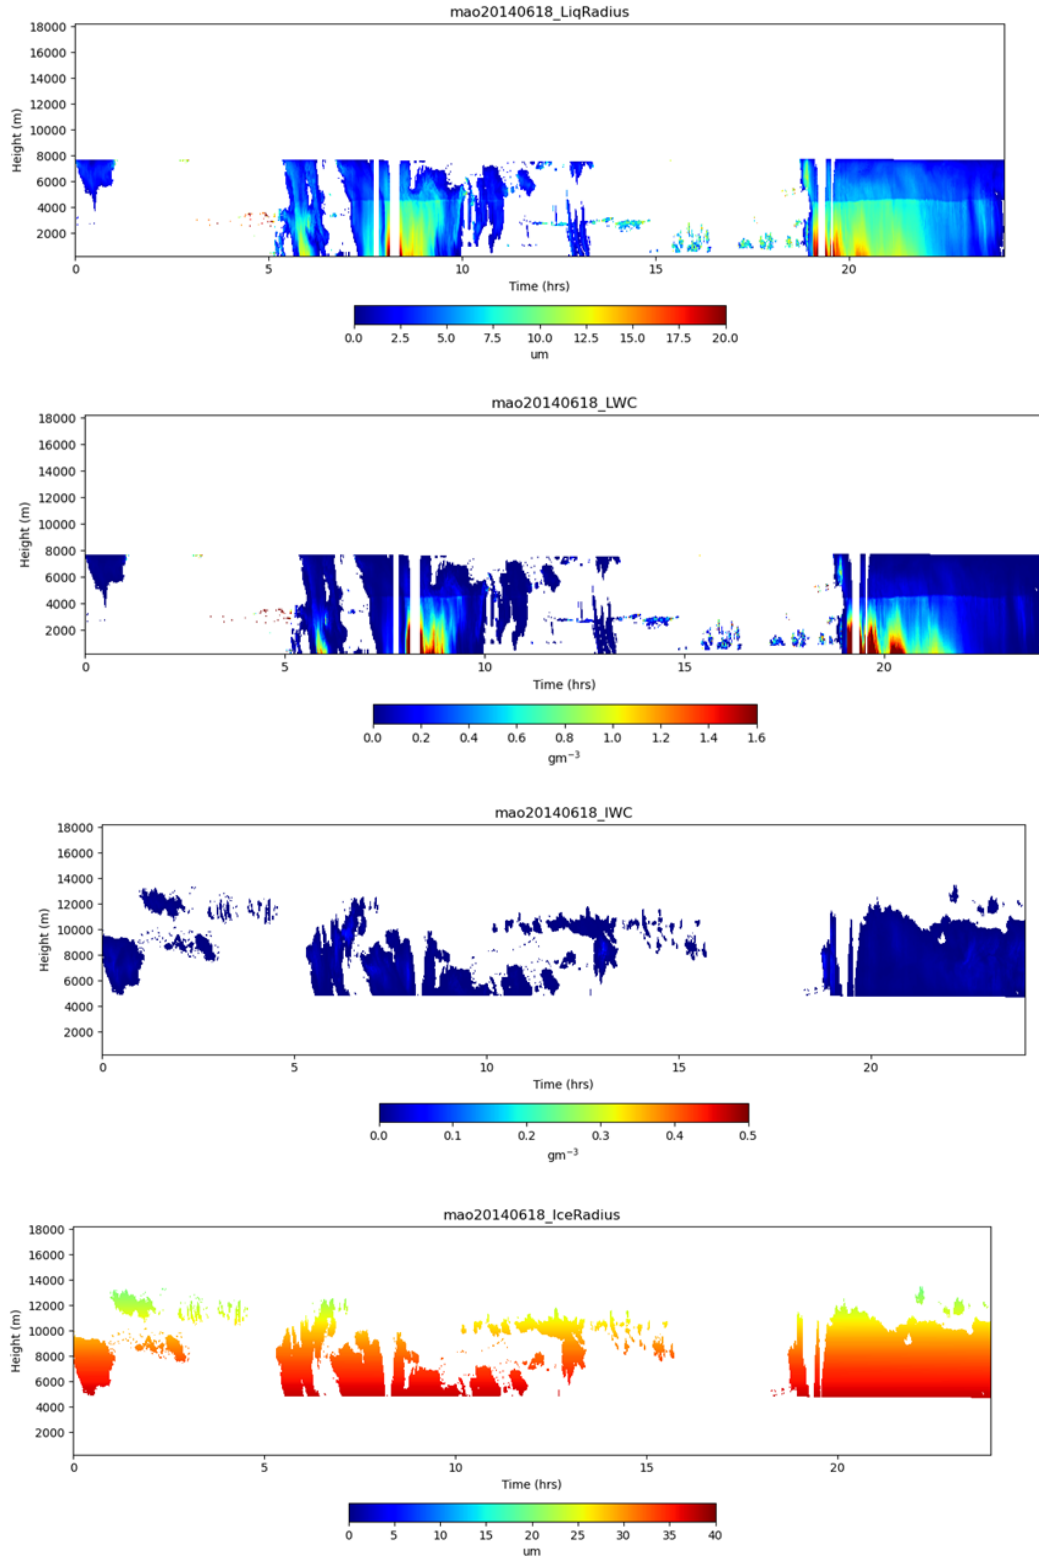 mao20140618_LiqRadius
18000
16000
14000
12000
10000
8000
6000
4000
2000
Height (m)
0 5 10 15 20
Time (hrs)
0.0 2.5 5.0 7.5 10.0 12.5 15.0 17.5 20.0
um
mao20140618_LWC
18000
16000
14000
12000
10000
8000
6000
4000
2000
Height (m)
0 5 10 15 20
Time (hrs)
0.0 0.2 0.4 0.6 0.8 1.0 1.2 1.4 1.6
gm⁻³
mao20140618_IWC
18000
16000
14000
12000
10000
8000
6000
4000
2000
Height (m)
0 5 10 15 20
Time (hrs)
0.0 0.1 0.2 0.3 0.4 0.5
gm⁻³
mao20140618_IceRadius
18000
16000
14000
12000
10000
8000
6000
4000
2000
Height (m)
0 5 10 15 20
Time (hrs)
0 5 10 15 20 25 30 35 40
um